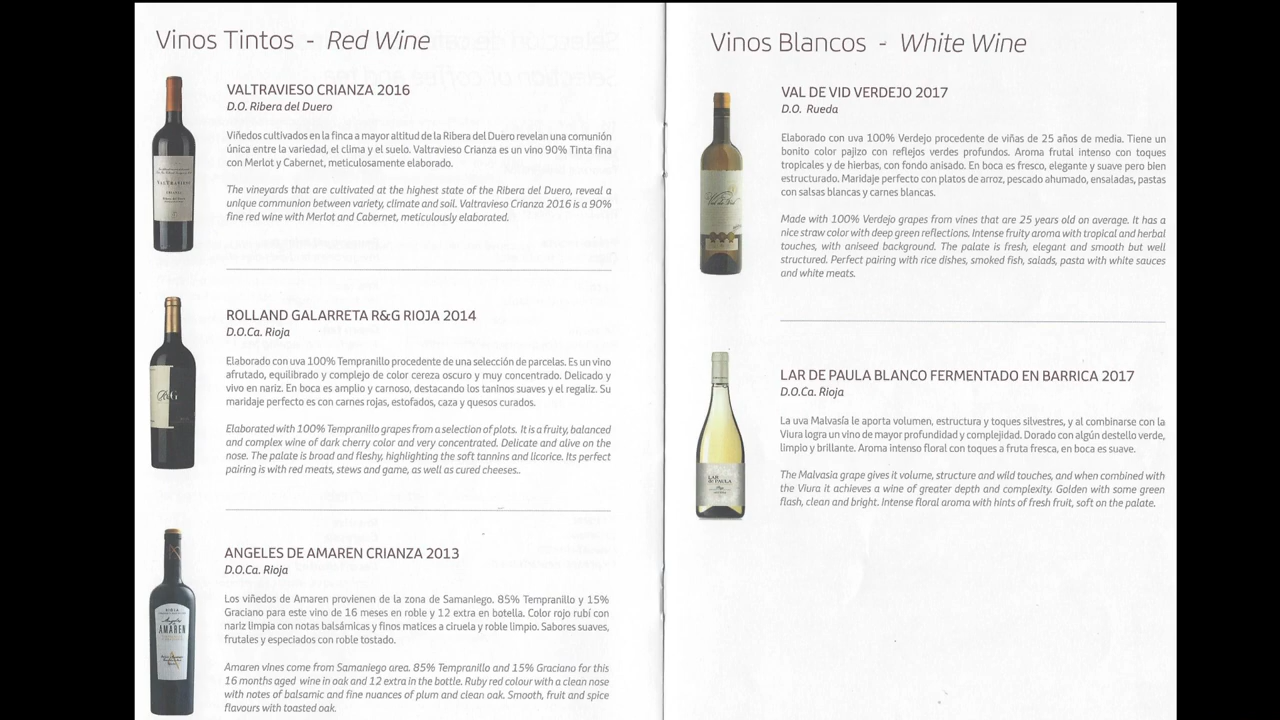 Vinos Tintos - Red Wine
VALTRAVIESO CRIANZA 2016
D.O. Ribera del Duero
Viñedos cultivados en la finca a mayor altitud de la Ribera del Duero revelan una comunión
única entre la variedad, el clima y el suelo. Valtravieso Crianza es un vino 90% Tinta fina
con Merlot y Cabernet, meticulosamente elaborado.
The vineyards that are cultivated at the highest state of the Ribera del Duero, reveal a
unique communion between variety, climate and soil. Valtravieso Crianza 2016 is a 90%
fine red wine with Merlot and Cabernet, meticulously elaborated.
VALTRAVIESO
CRIANZA
ROLLAND GALARRETA R&G RIOJA 2014
D.O.Ca. Rioja
Elaborado con uva 100% Tempranillo procedente de una selección de parcelas. Es un vino
afrutado, equilibrado y complejo de color cereza oscuro y muy concentrado. Delicado y
vivo en nariz. En boca es amplio y carnoso, destacando los taninos suaves y el regaliz. Su
maridaje perfecto es con carnes rojas, estofados, caza y quesos curados.
Elaborated with 100% Tempranillo grapes from a selection of plots. It is a fruity, balanced
and complex wine of dark cherry color and very concentrated. Delicate and alive on the
nose. The palate is broad and fleshy, highlighting the soft tannins and licorice. Its perfect
pairing is with red meats, stews and game, as well as cured cheeses..
R&G
ANGELES DE AMAREN CRIANZA 2013
D.O.Ca. Rioja
Los viñedos de Amaren provienen de la zona de Samaniego. 85% Tempranillo y 15%
Graciano para este vino de 16 meses en roble y 12 extra en botella. Color rojo rubí con
nariz limpia con notas balsámicas y finos matices a ciruela y roble limpio. Sabores suaves,
frutales y especiados con roble tostado.
Amaren vines come from Samaniego area. 85% Tempranillo and 15% Graciano for this
16 months aged wine in oak and 12 extra in the bottle. Ruby red colour with a clean nose
with notes of balsamic and fine nuances of plum and clean oak. Smooth, fruit and spice
flavours with toasted oak.
RIOJA
Angeles
AMAREN
Vinos Blancos - White Wine
VAL DE VID VERDEJO 2017
D.O. Rueda
Elaborado con uva 100% Verdejo procedente de viñas de 25 años de media. Tiene un
bonito color pajizo con reflejos verdes profundos. Aroma frutal intenso con toques
tropicales y de hierbas, con fondo anisado. En boca es fresco, elegante y suave pero bien
estructurado. Maridaje perfecto con platos de arroz, pescado ahumado, ensaladas, pastas
con salsas blancas y carnes blancas.
Made with 100% Verdejo grapes from vines that are 25 years old on average. It has a
nice straw color with deep green reflections. Intense fruity aroma with tropical and herbal
touches, with aniseed background. The palate is fresh, elegant and smooth but well
structured. Perfect pairing with rice dishes, smoked fish, salads, pasta with white sauces
and white meats.
Val de Vid
LAR DE PAULA BLANCO FERMENTADO EN BARRICA 2017
D.O.Ca. Rioja
La uva Malvasía le aporta volumen, estructura y toques silvestres, y al combinarse con la
Viura logra un vino de mayor profundidad y complejidad. Dorado con algún destello verde,
limpio y brillante. Aroma intenso floral con toques a fruta fresca, en boca es suave.
The Malvasia grape gives it volume, structure and wild touches, and when combined with
the Viura it achieves a wine of greater depth and complexity. Golden with some green
flash, clean and bright. Intense floral aroma with hints of fresh fruit, soft on the palate.
LAR
de PAULA